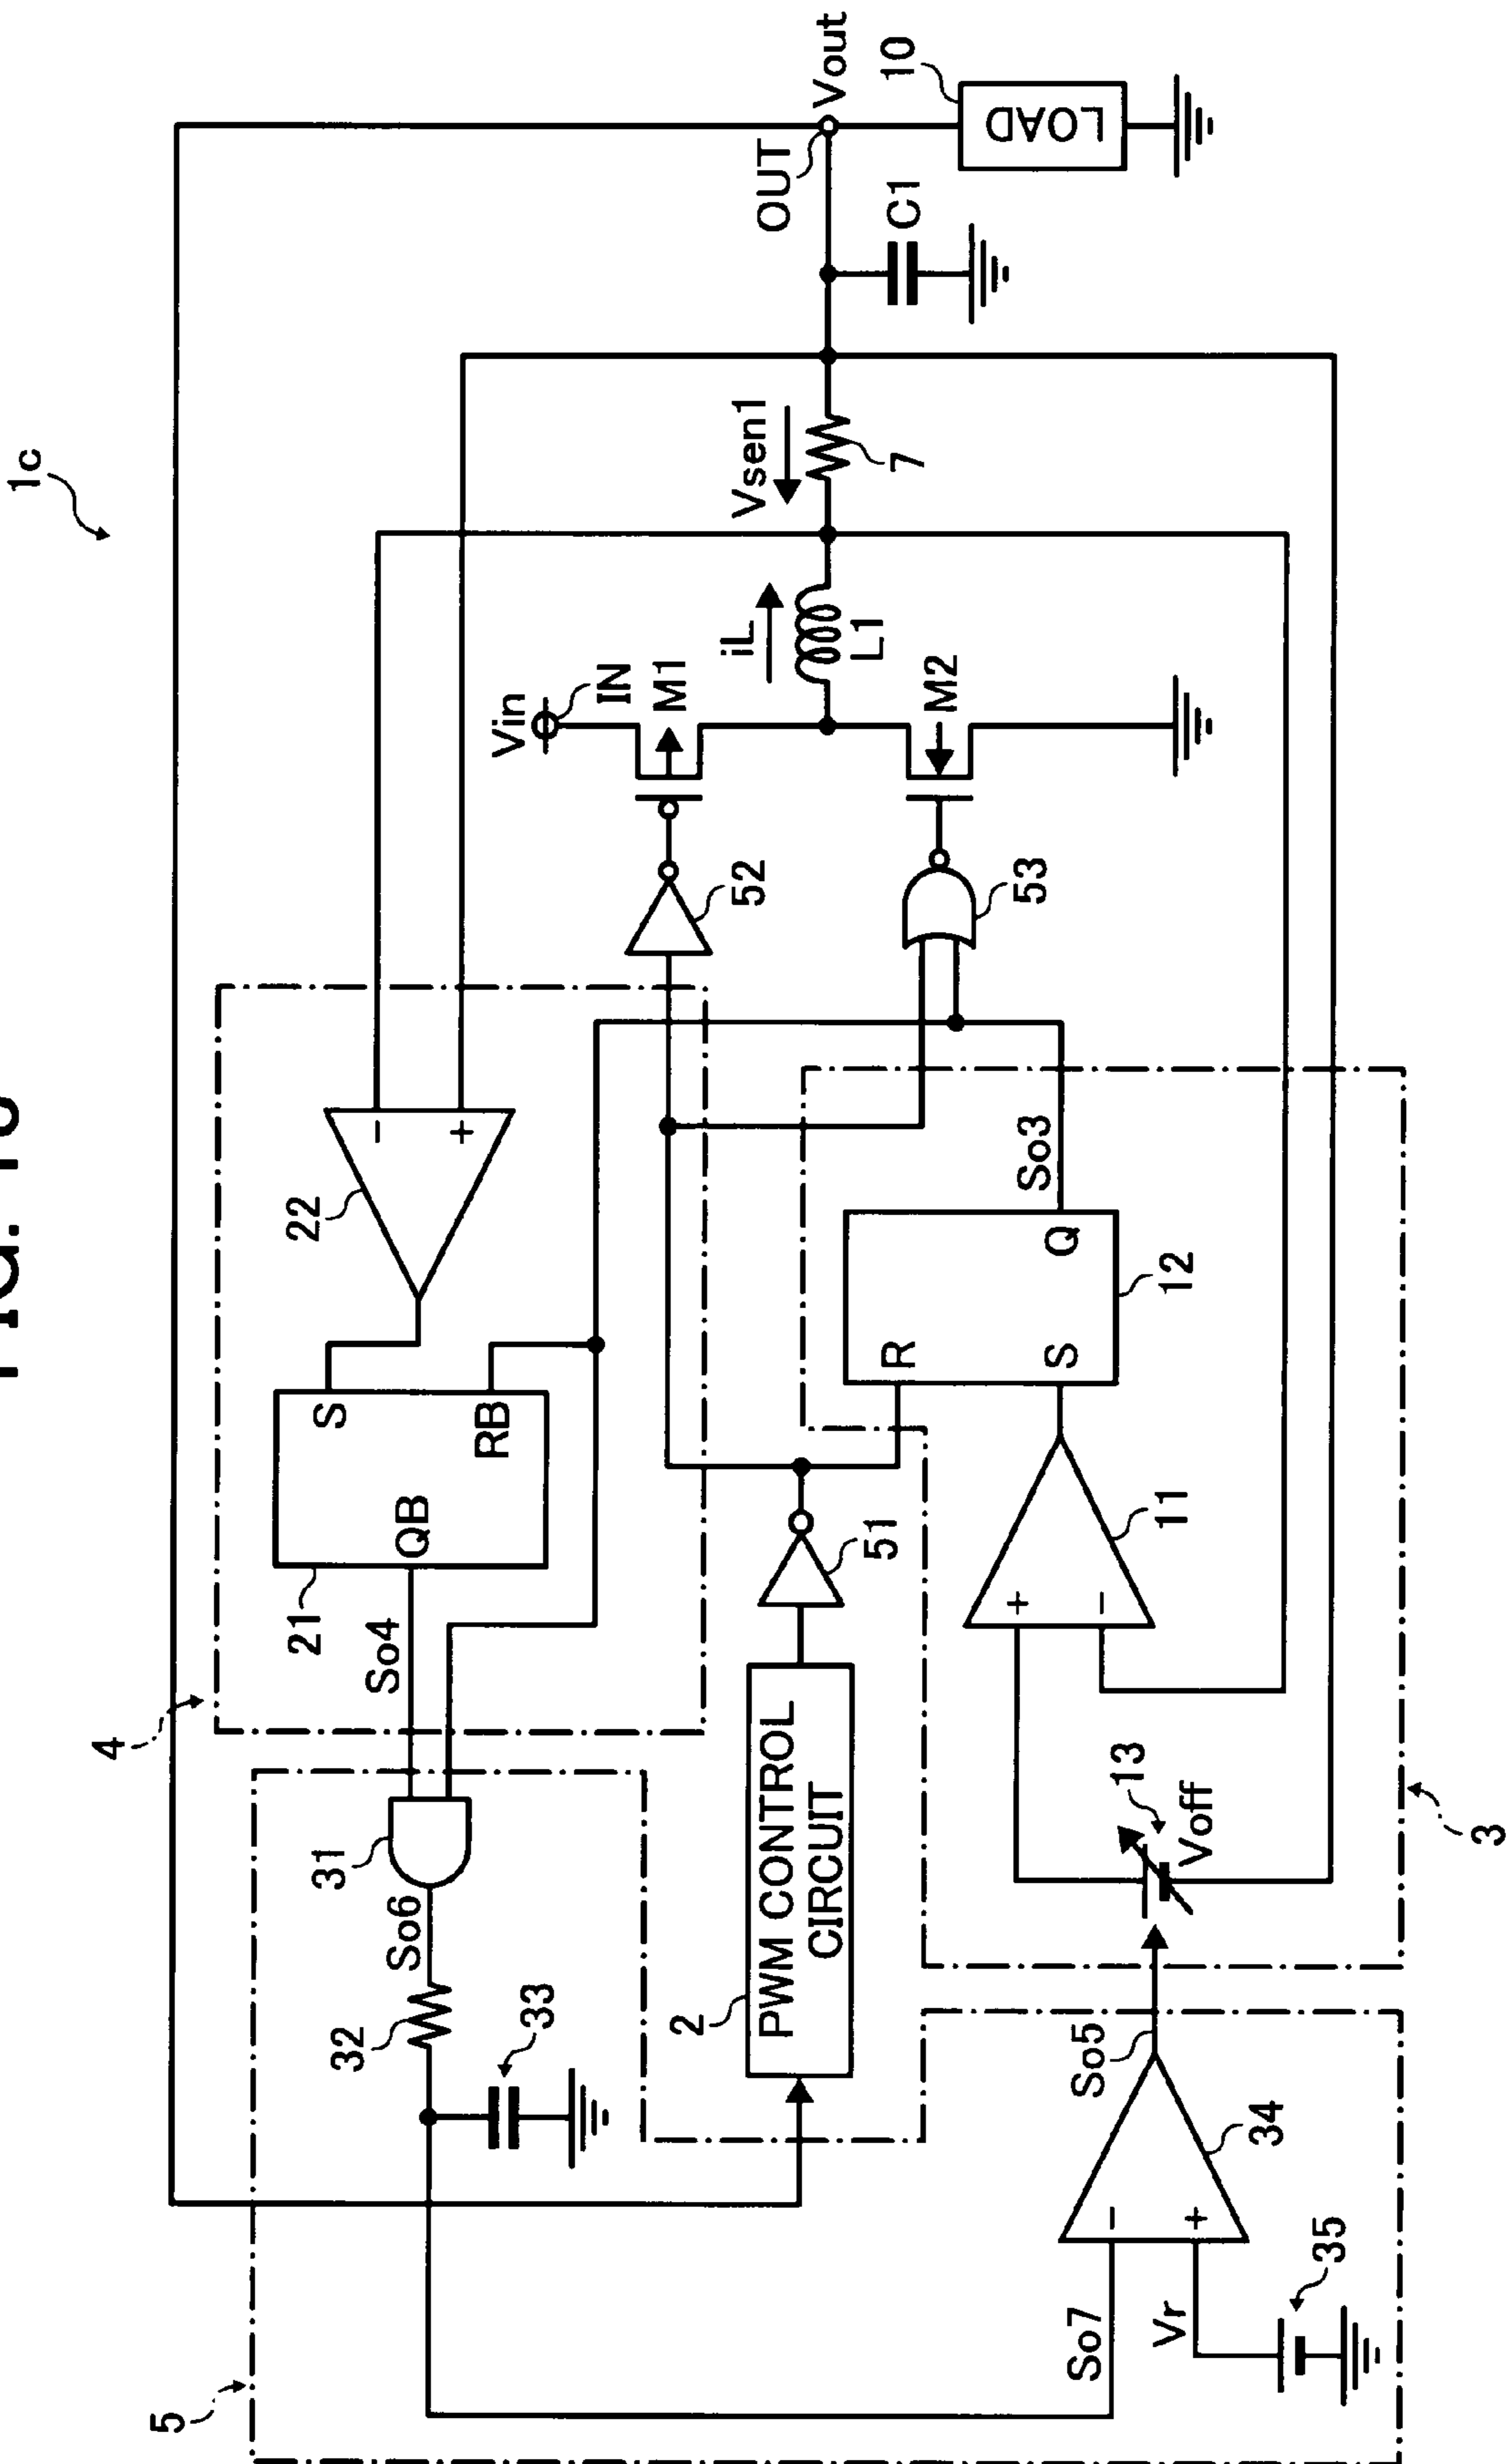 1c
Vout
10
LOAD
OUT
C1
Vsen1
7
iL
L1
Vin
IN
M1
M2
52
53
4
22
−
+
S
RB
QB
21
So4
51
So3
Q
12
R
S
11
+
−
13
Voff
3
5
31
So6
32
33
2
PWM CONTROL
CIRCUIT
So5
34
−
+
So7
Vr
35